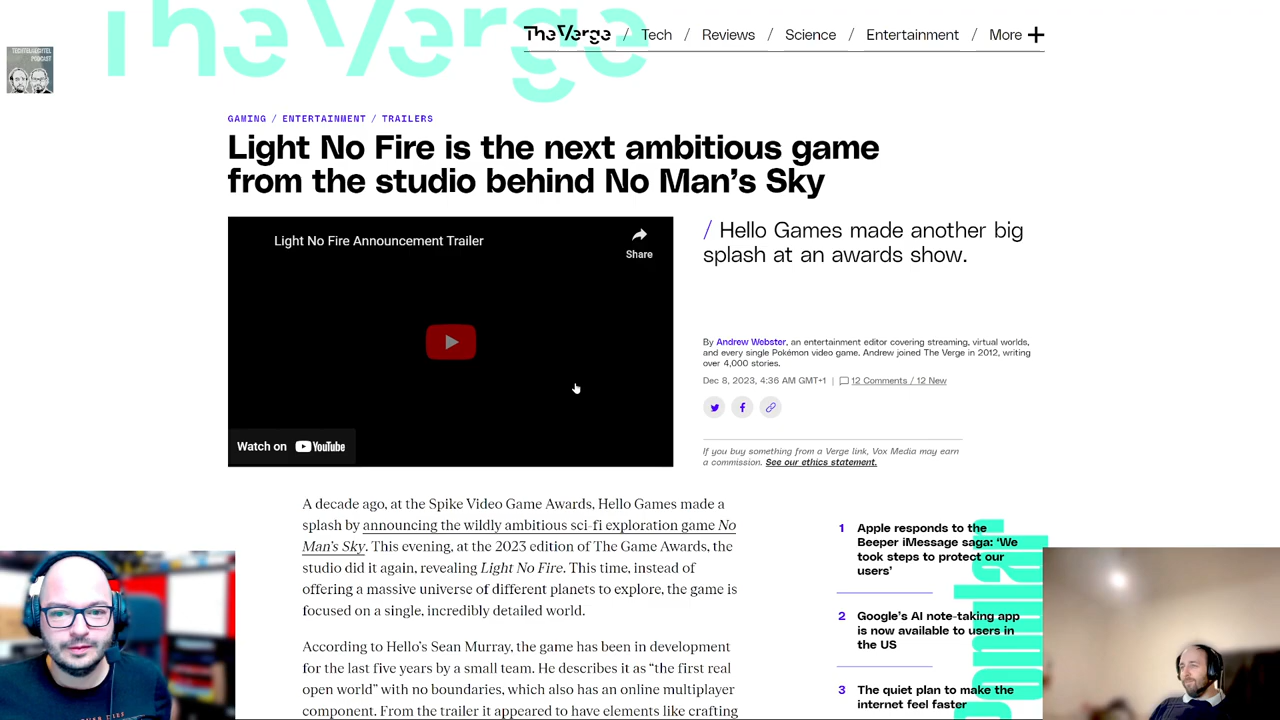 The Verge
TheVerge / Tech / Reviews / Science / Entertainment / More +
PODCAST
GAMING / ENTERTAINMENT / TRAILERS
Light No Fire is the next ambitious game
from the studio behind No Man's Sky
Light No Fire Announcement Trailer
Share
Watch on YouTube
/ Hello Games made another big
splash at an awards show.
By Andrew Webster, an entertainment editor covering streaming, virtual worlds,
and every single Pokémon video game. Andrew joined The Verge in 2012, writing
over 4,000 stories.
Dec 8, 2023, 4:36 AM GMT+1 | 12 Comments / 12 New
If you buy something from a Verge link, Vox Media may earn
a commission. See our ethics statement.
A decade ago, at the Spike Video Game Awards, Hello Games made a
splash by announcing the wildly ambitious sci-fi exploration game No
Man's Sky. This evening, at the 2023 edition of The Game Awards, the
studio did it again, revealing Light No Fire. This time, instead of
offering a massive universe of different planets to explore, the game is
focused on a single, incredibly detailed world.
According to Hello's Sean Murray, the game has been in development
for the last five years by a small team. He describes it as “the first real
open world” with no boundaries, which also has an online multiplayer
component. From the trailer it appeared to have elements like crafting
1 Apple responds to the
Beeper iMessage saga: ‘We
took steps to protect our
users’
2 Google's AI note-taking app
is now available to users in
the US
3 The quiet plan to make the
internet feel faster